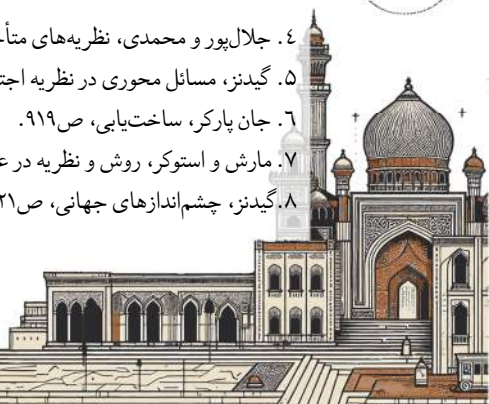 ٤. جلال‌پور و محمدی، نظریه‌های
٥. گیدنز، مسائل محوری در نظریه
٦. جان پارکر، ساخت‌یابی، ص۹۱۹.
٧. مارش و استوکر، روش و نظریه در
٨. گیدنز، چشم‌اندازهای جهانی،